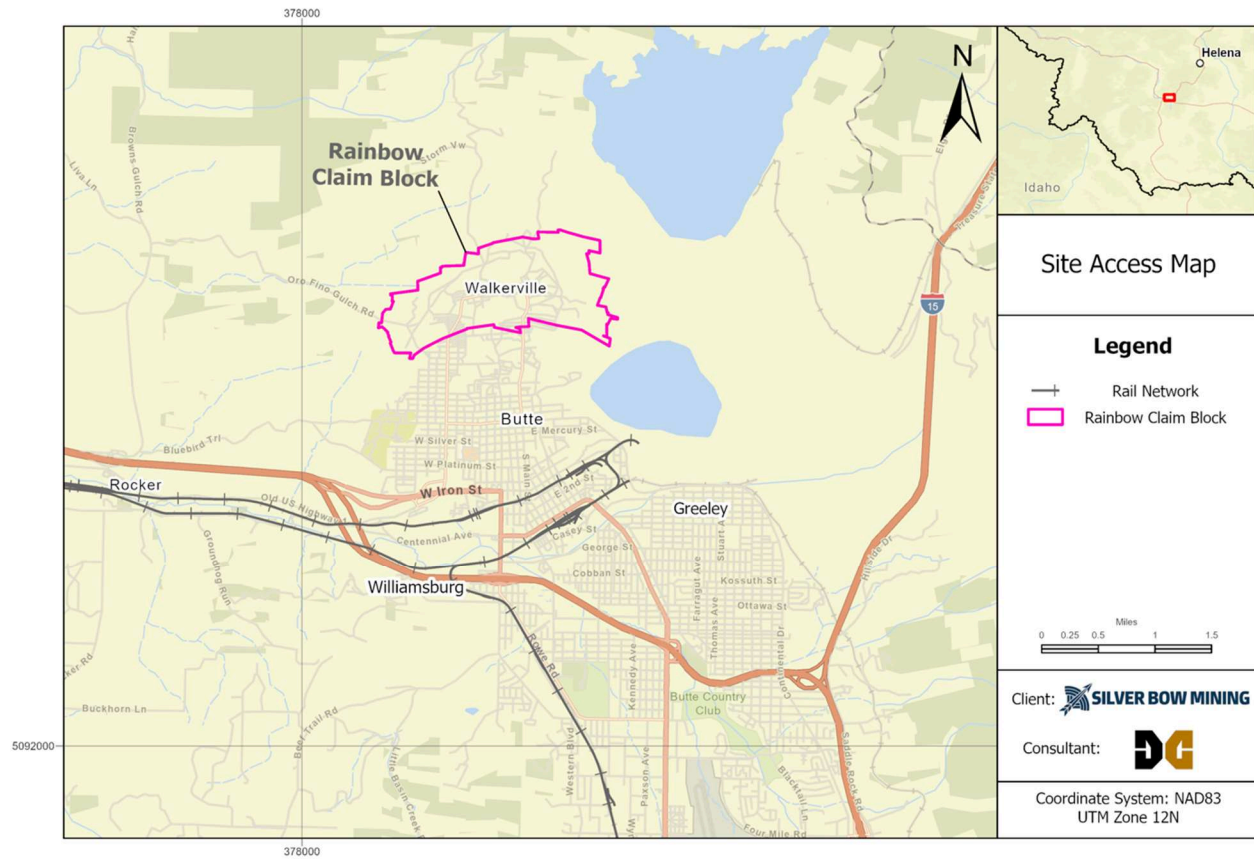 378000
Browns Gulch Rd
Liva Ln
Storm Vw
Rainbow
Claim Block
Oro Fino Gulch Rd
Walkerville
N
15
Butte
E Mercury St
W Silver St
W Platinum St
W Iron St
S Main St
E 2nd St
Bluebird Trl
Rocker
Old US Highway
Centennial Ave
Casey St
George St
Cobban St
Greeley
Stuart A
Farragut Ave
Thomas Ave
Kossuth St
Ottawa St
Continental Dr
Hillside Dr
Groundhog Run
Williamsburg
Rowe Rd
Kennedy Ave
Butte Country
Club
Buckhorn Ln
Beef Trail Rd
Little Basin Creek
Western Blvd
Paxson Ave
Blacktail Ln
Saddle Rock Rd
Four Mile Rd
5092000
378000
Helena
Idaho
Site Access Map
Legend
Rail Network
Rainbow Claim Block
Miles
0 0.25 0.5 1 1.5
Client: SILVER BOW MINING
Consultant: DC
Coordinate System: NAD83
UTM Zone 12N